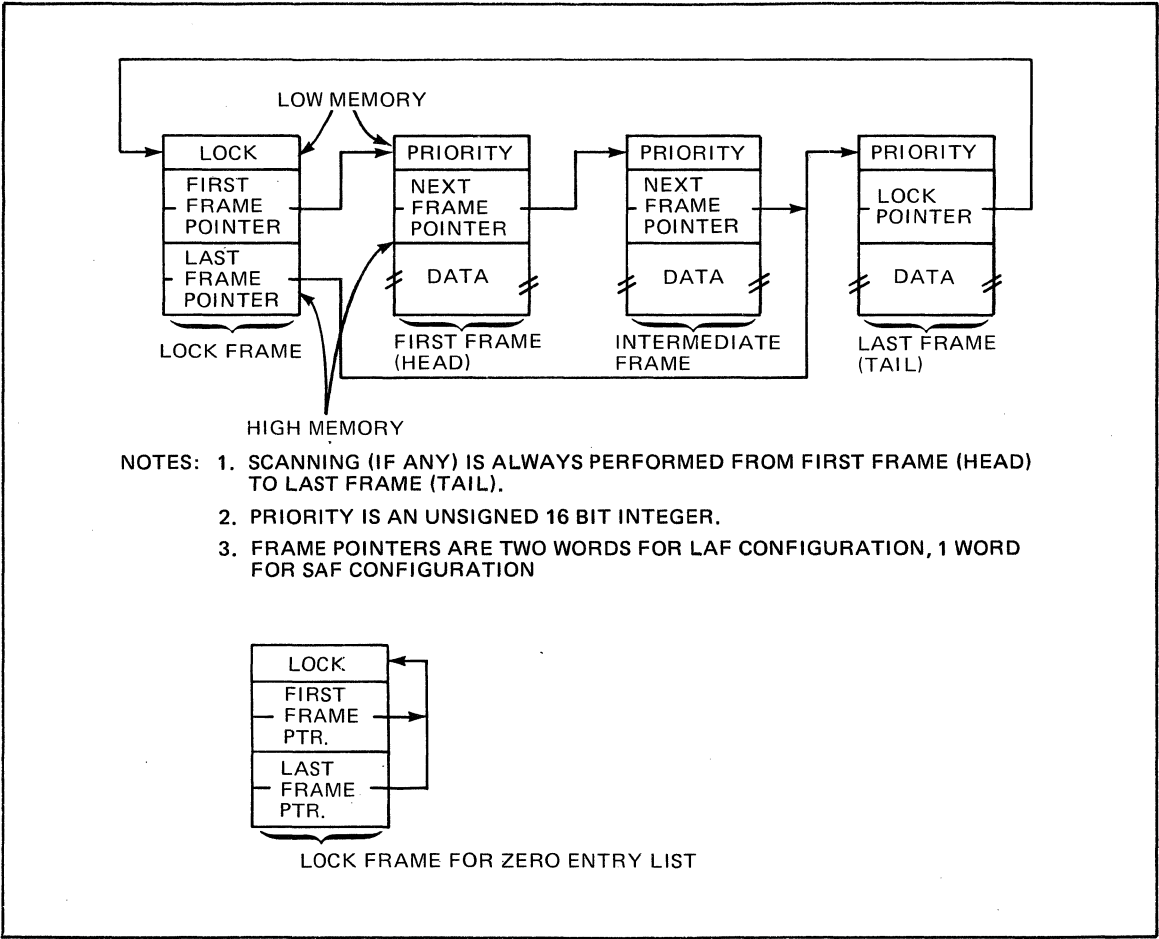 LOW MEMORY
LOCK
FIRST
FRAME
POINTER
LAST
FRAME
POINTER
LOCK FRAME
PRIORITY
NEXT
FRAME
POINTER
DATA
FIRST FRAME
(HEAD)
PRIORITY
NEXT
FRAME
POINTER
DATA
INTERMEDIATE
FRAME
PRIORITY
LOCK
POINTER
DATA
LAST FRAME
(TAIL)
HIGH MEMORY
NOTES: 1. SCANNING (IF ANY) IS ALWAYS PERFORMED FROM FIRST FRAME (HEAD)
TO LAST FRAME (TAIL).
2. PRIORITY IS AN UNSIGNED 16 BIT INTEGER.
3. FRAME POINTERS ARE TWO WORDS FOR LAF CONFIGURATION, 1 WORD
FOR SAF CONFIGURATION
LOCK
FIRST
FRAME
PTR.
LAST
FRAME
PTR.
LOCK FRAME FOR ZERO ENTRY LIST